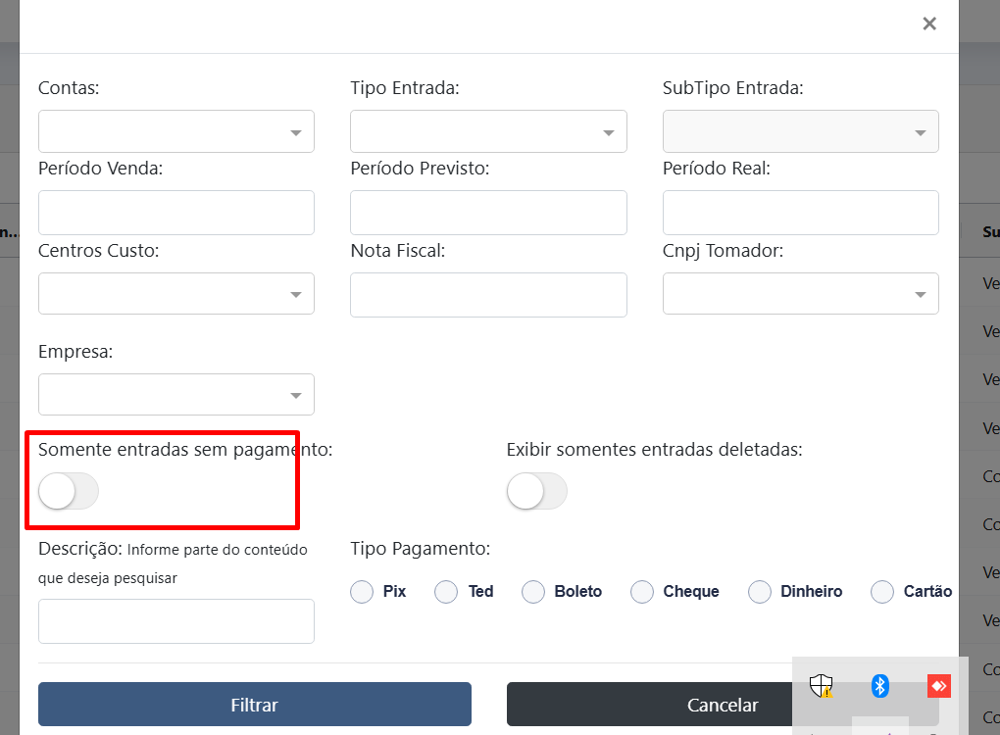 ×
Contas: Tipo Entrada: SubTipo Entrada:
Período Venda: Período Previsto: Período Real:
n... Su
Centros Custo: Nota Fiscal: Cnpj Tomador:
Ve
Ve
Empresa:
Ve
Ve
Somente entradas sem pagamento: Exibir somentes entradas deletadas:
Co
Co
Descrição: Informe parte do conteúdo Tipo Pagamento:
que deseja pesquisar
Ve
Pix Ted Boleto Cheque Dinheiro Cartão
Ve
Co
Filtrar Cancelar
Co